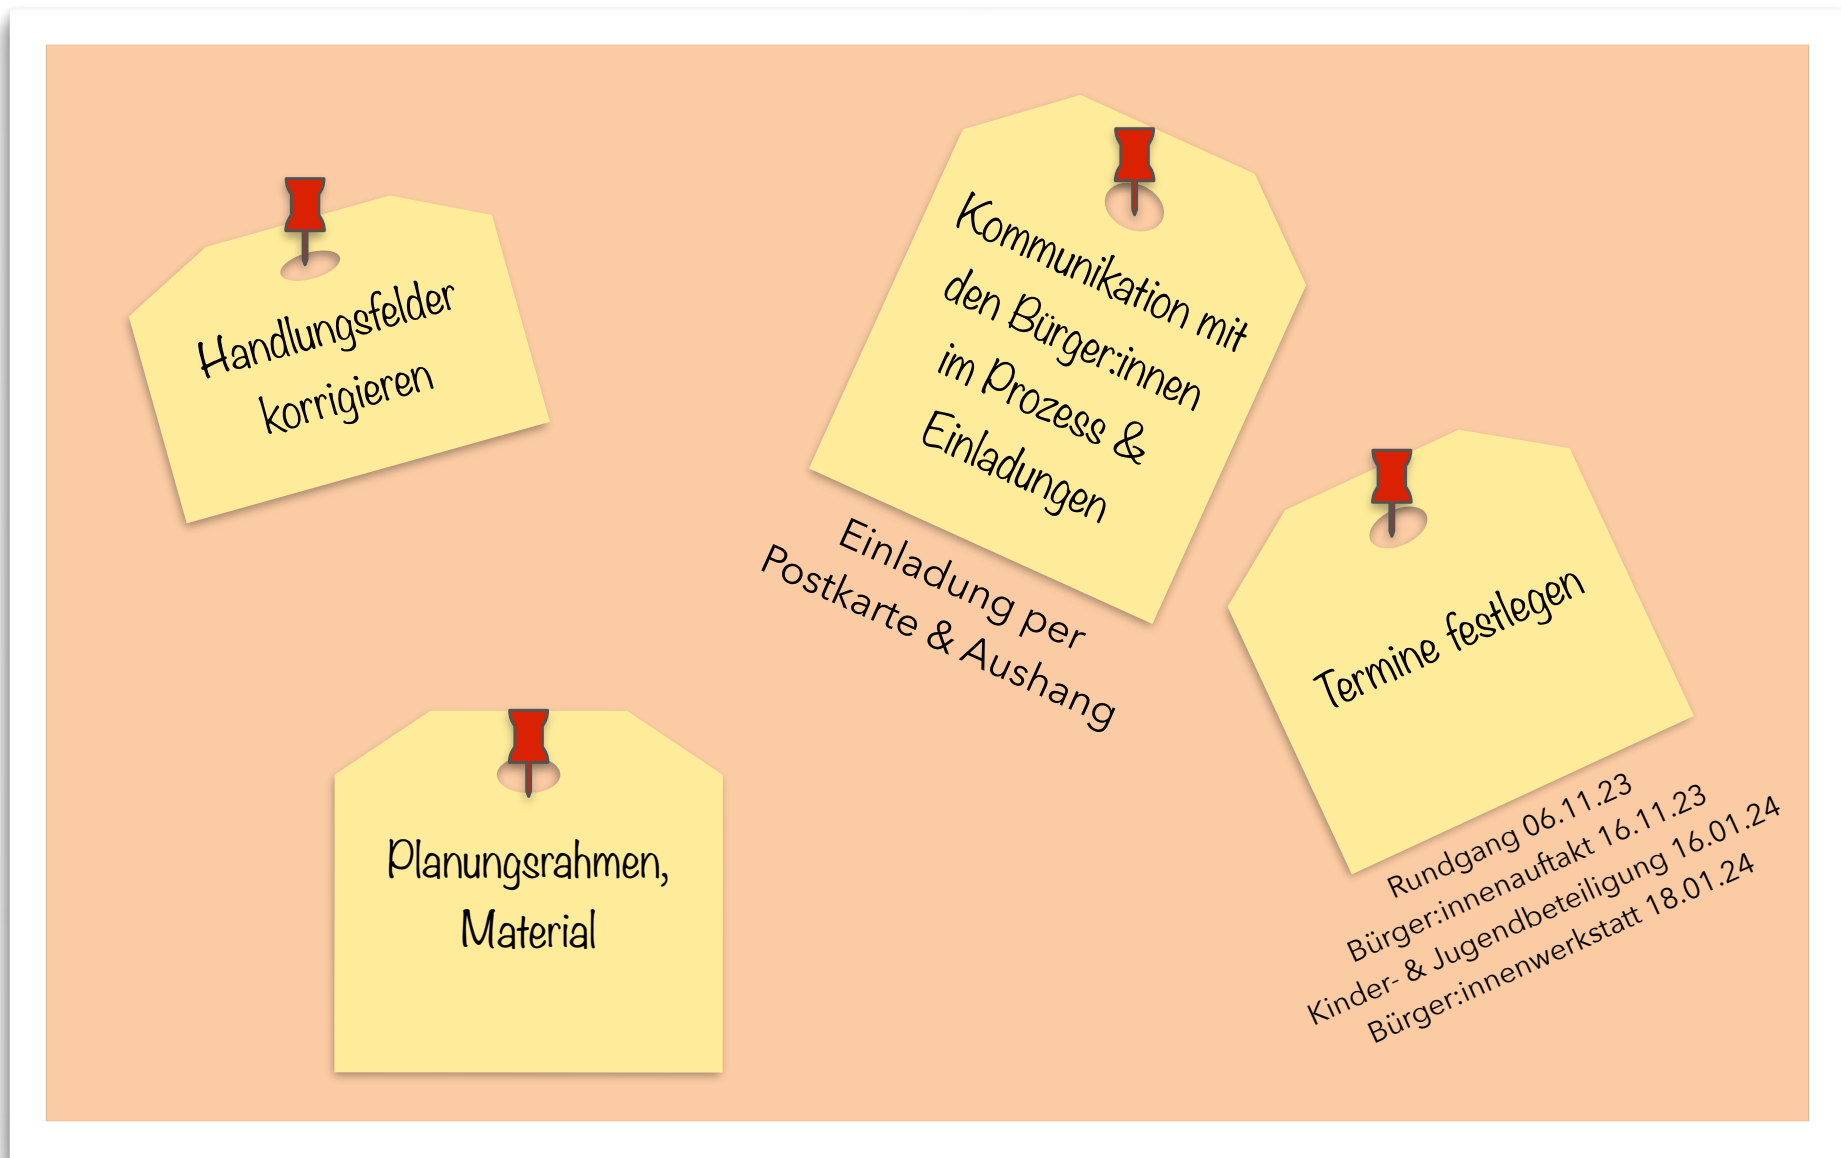 Handlungsfelder
korrigieren
Kommunikation mit
den Bürger:innen
im Prozess &
Einladungen
Einladung per
Postkarte & Aushang
Termine festlegen
Rundgang 06.11.23
Bürger:innenauftakt 16.11.23
Kinder- & Jugendbeteiligung 16.01.24
Bürger:innenwerkstatt 18.01.24
Planungsrahmen,
Material